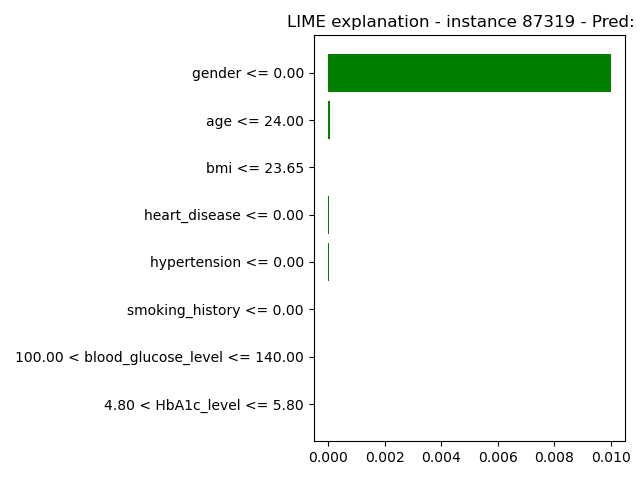 LIME explanation - instance 87319 - Pred:
gender <= 0.00
age <= 24.00
bmi <= 23.65
heart_disease <= 0.00
hypertension <= 0.00
smoking_history <= 0.00
100.00 < blood_glucose_level <= 140.00
4.80 < HbA1c_level <= 5.80
0.000 0.002 0.004 0.006 0.008 0.010